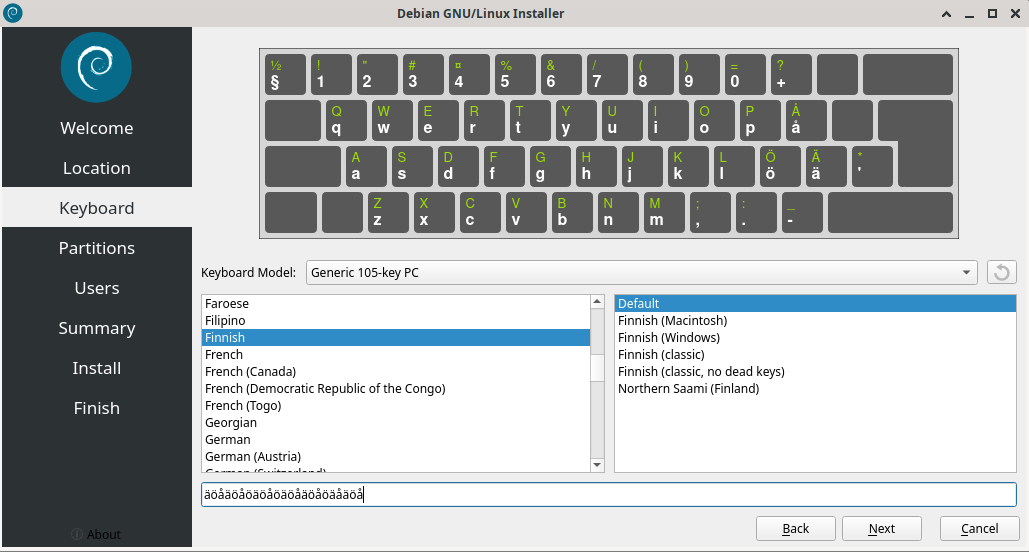 Debian GNU/Linux Installer
Welcome
Location
Keyboard
Partitions
Users
Summary
Install
Finish
About
½ ! " # ¤ % & / ( ) = ?
§ 1 2 3 4 5 6 7 8 9 0 +
Q W E R T Y U I O P Å
q w e r t y u i o p å
A S D F G H J K L Ö Ä *
a s d f g h j k l ö ä '
Z X C V B N M ; : _
z x c v b n m , . -
Keyboard Model: Generic 105-key PC
Faroese
Filipino
Finnish
French
French (Canada)
French (Democratic Republic of the Congo)
French (Togo)
Georgian
German
German (Austria)
German (Switzerland)
Default
Finnish (Macintosh)
Finnish (Windows)
Finnish (classic)
Finnish (classic, no dead keys)
Northern Saami (Finland)
äöåäöåöäöåöäöåäöåöäåäöå
Back Next Cancel